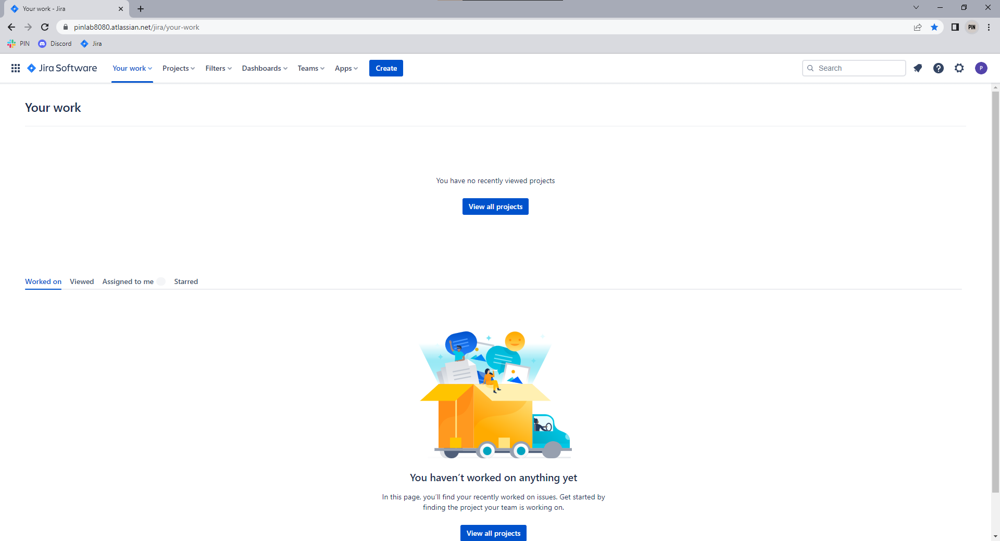 Your work - Jira
pinlab8080.atlassian.net/jira/your-work
PIN
PIN Discord Jira
Jira Software Your work Projects Filters Dashboards Teams Apps Create Search P
Your work
You have no recently viewed projects
View all projects
Worked on Viewed Assigned to me Starred
You haven’t worked on anything yet
In this page, you’ll find your recently worked on issues. Get started by
finding the project your team is working on.
View all projects